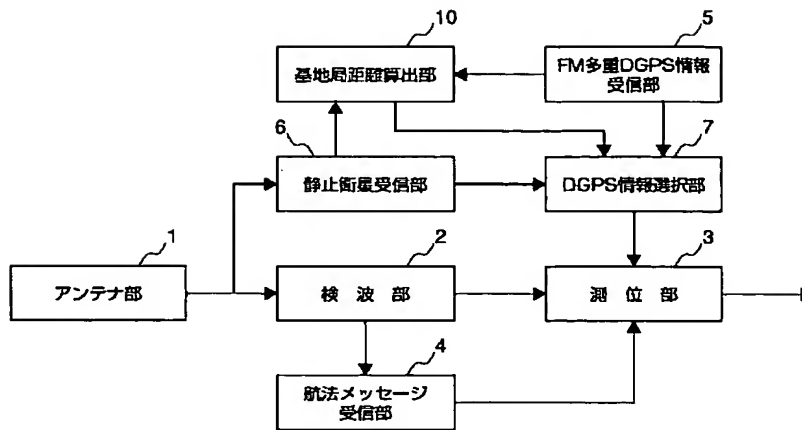 10
5
基地局距離算出部
FM多重DGPS情報
受信部
6
7
静止衛星受信部
DGPS情報選択部
1
2
3
アンテナ部
検 波 部
測 位 部
4
航法メッセージ
受信部